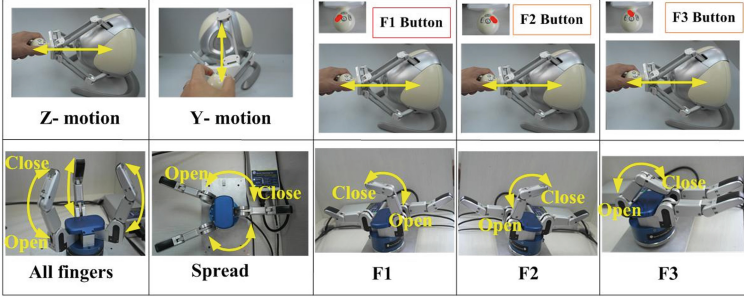 F1 Button
F2 Button
F3 Button
Z- motion
Y- motion
Close
Open
All fingers
Open
Close
Spread
Close
Open
F1
Close
Open
F2
Close
Open
F3